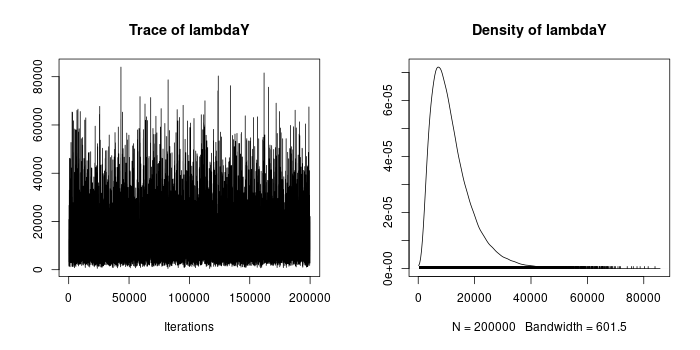 Trace of lambdaY
80000
60000
40000
20000
0
0
50000
100000
150000
200000
Iterations
Density of lambdaY
6e-05
4e-05
2e-05
0e+00
0
20000
40000
60000
80000
N = 200000 Bandwidth = 601.5